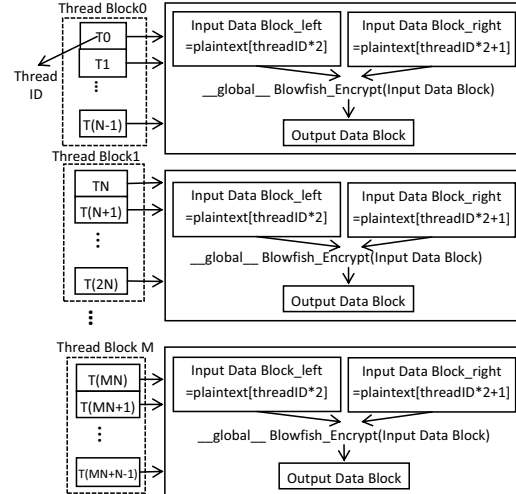 Thread Block0
T0
T1
...
T(N-1)
Thread
ID
Input Data Block_left
=plaintext[threadID*2]
Input Data Block_right
=plaintext[threadID*2+1]
__global__ Blowfish_Encrypt(Input Data Block)
Output Data Block
Thread Block1
TN
T(N+1)
...
T(2N)
...
Input Data Block_left
=plaintext[threadID*2]
Input Data Block_right
=plaintext[threadID*2+1]
__global__ Blowfish_Encrypt(Input Data Block)
Output Data Block
Thread Block M
T(MN)
T(MN+1)
...
T(MN+N-1)
Input Data Block_left
=plaintext[threadID*2]
Input Data Block_right
=plaintext[threadID*2+1]
__global__ Blowfish_Encrypt(Input Data Block)
Output Data Block